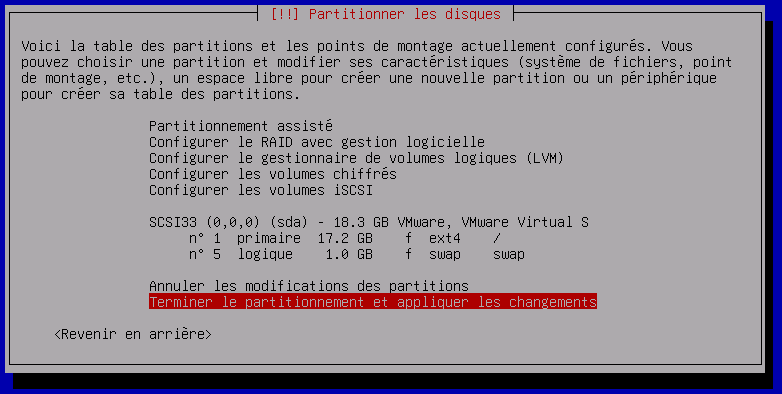 [!!] Partitionner les disques
Voici la table des partitions et les points de montage actuellement configurés. Vous
pouvez choisir une partition et modifier ses caractéristiques (système de fichiers, point
de montage, etc.), un espace libre pour créer une nouvelle partition ou un périphérique
pour créer sa table des partitions.
Partitionnement assisté
Configurer le RAID avec gestion logicielle
Configurer le gestionnaire de volumes logiques (LVM)
Configurer les volumes chiffrés
Configurer les volumes iSCSI
SCSI33 (0,0,0) (sda) - 18.3 GB VMware, VMware Virtual S
n° 1 primaire 17.2 GB f ext4 /
n° 5 logique 1.0 GB f swap swap
Annuler les modifications des partitions
Terminer le partitionnement et appliquer les changements
<Revenir en arrière>